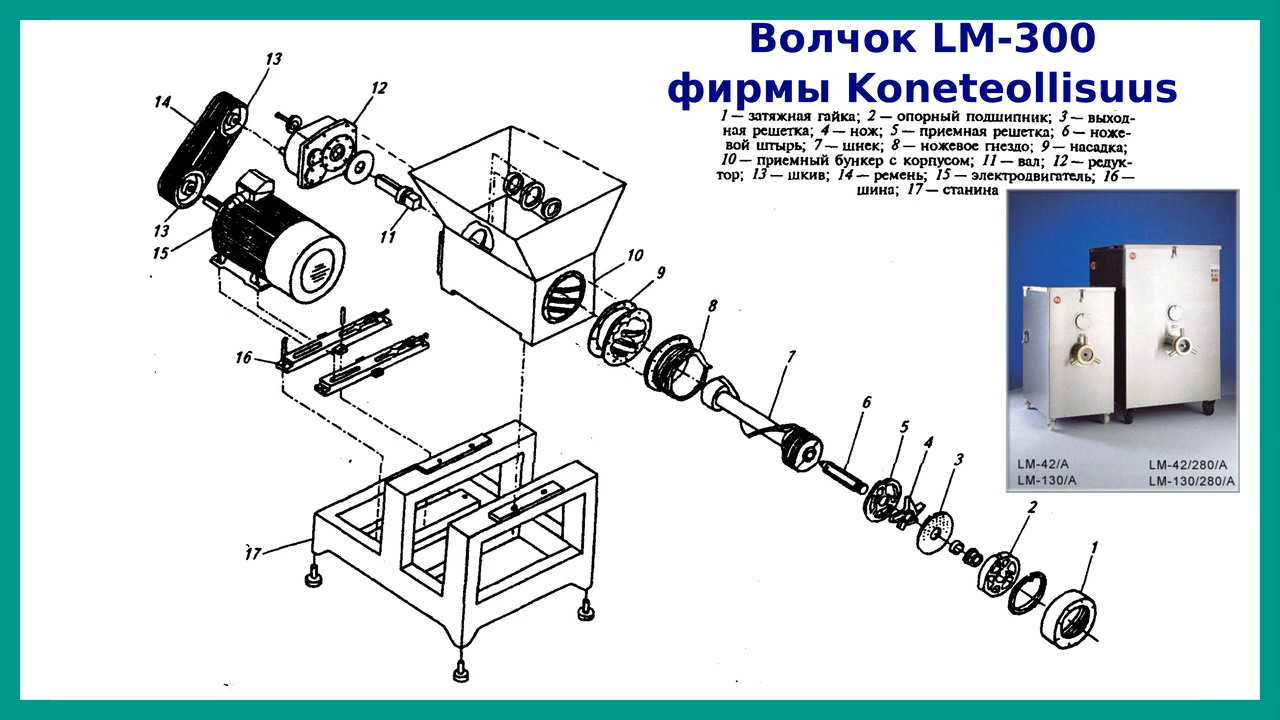 Волчок LM-300
фирмы Koneteollisuus
1 — затяжная гайка; 2 — опорный подшипник; 3 — выход-
ная решетка; 4 — нож; 5 — приемная решетка; 6 — ноже-
вой штырь; 7 — шнек; 8 — ножевое гнездо; 9 — насадка;
10 — приемный бункер с корпусом; 11 — вал; 12 — редук-
тор; 13 — шкив; 14 — ремень; 15 — электродвигатель; 16 —
шина; 17 — станина
13
14
12
13
15
11
10
9
16
8
7
6
5
4
3
2
1
17
LM-42/A
LM-130/A
LM-42/280/A
LM-130/280/A